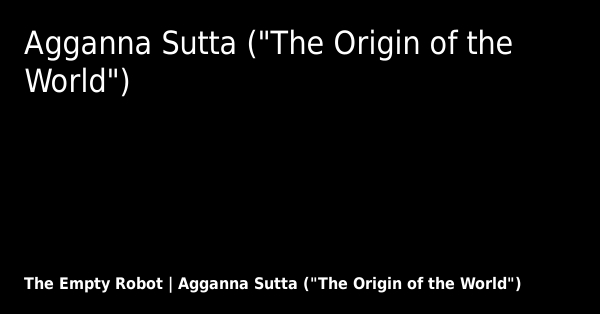 Agganna Sutta ("The Origin of the
World")
The Empty Robot | Agganna Sutta ("The Origin of the World")